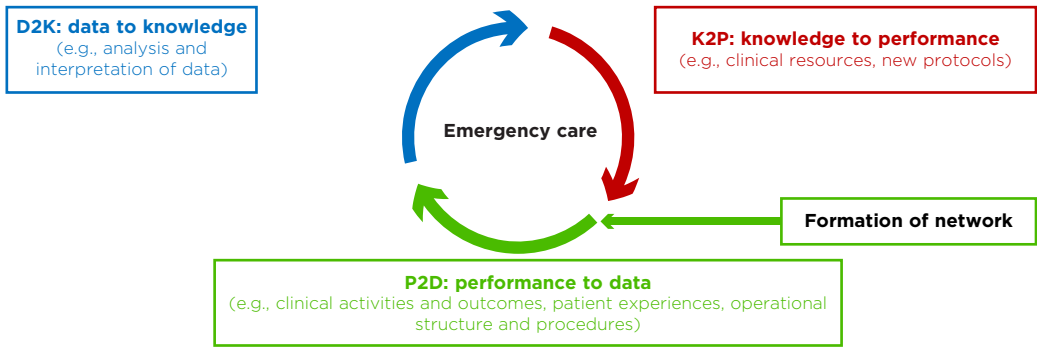 D2K: data to knowledge
(e.g., analysis and
interpretation of data)
K2P: knowledge to performance
(e.g., clinical resources, new protocols)
Emergency care
Formation of network
P2D: performance to data
(e.g., clinical activities and outcomes, patient experiences, operational
structure and procedures)